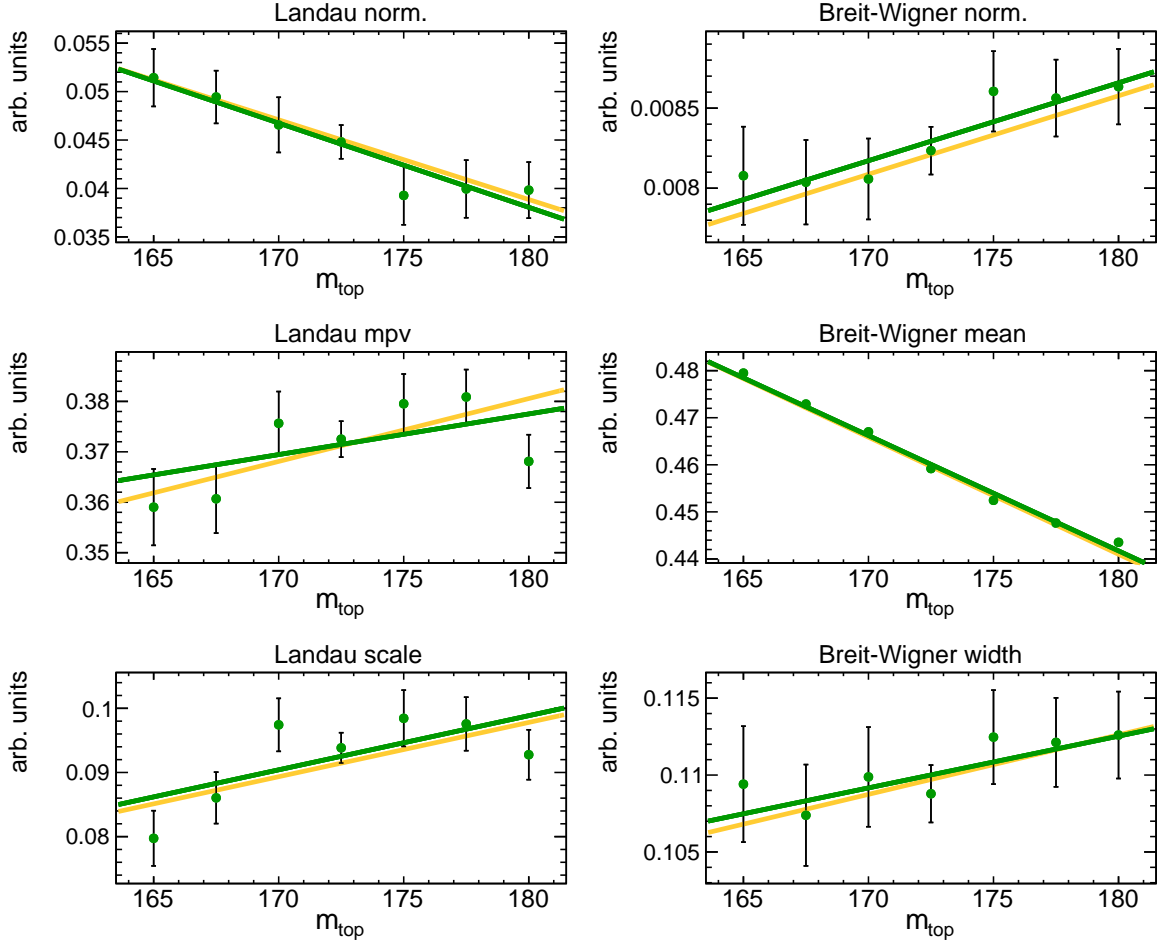 Landau norm.
arb. units
0.055
0.05
0.045
0.04
0.035
165 170 175 180
m_top
Breit-Wigner norm.
arb. units
0.0085
0.008
165 170 175 180
m_top
Landau mpv
arb. units
0.38
0.37
0.36
0.35
165 170 175 180
m_top
Breit-Wigner mean
arb. units
0.48
0.47
0.46
0.45
0.44
165 170 175 180
m_top
Landau scale
arb. units
0.1
0.09
0.08
165 170 175 180
m_top
Breit-Wigner width
arb. units
0.115
0.11
0.105
165 170 175 180
m_top